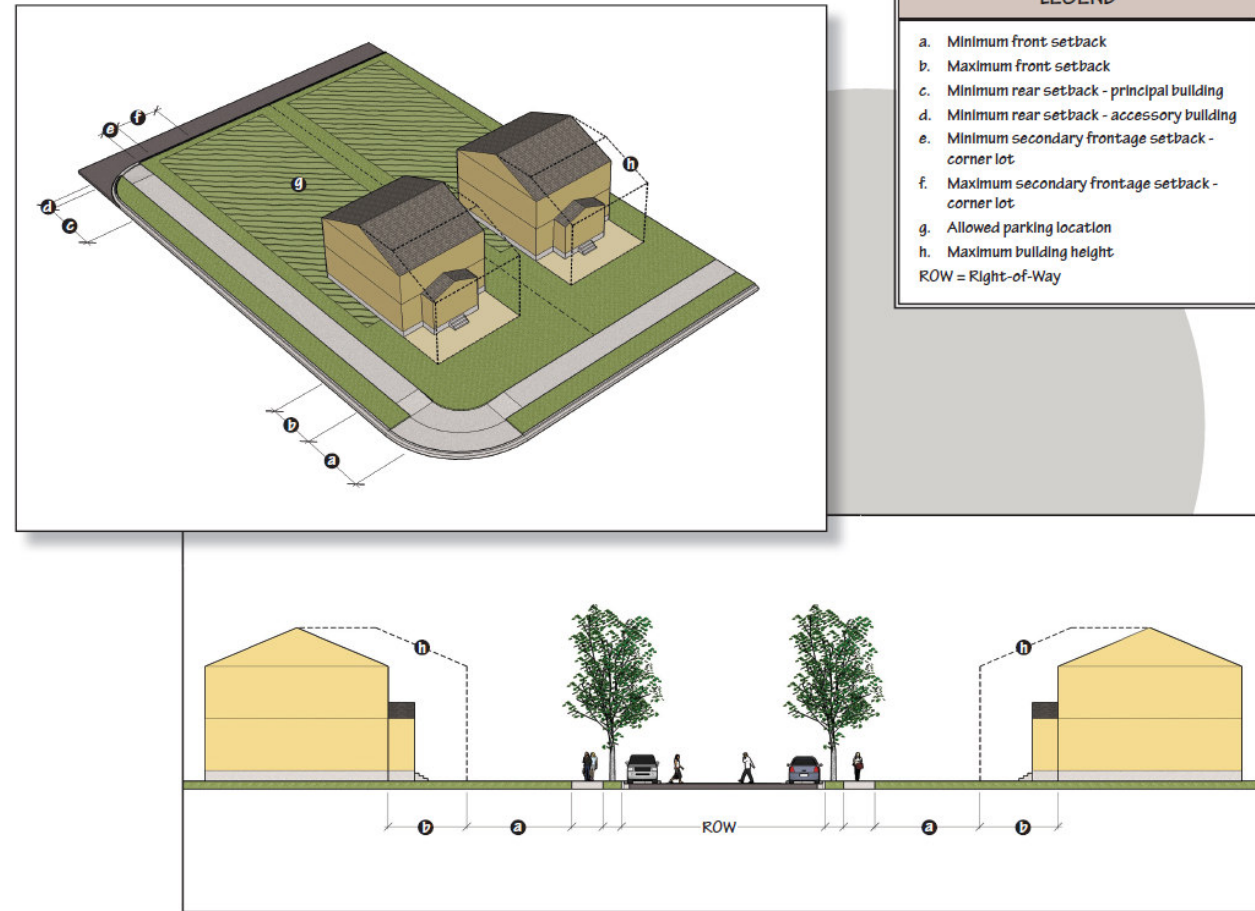 LEGEND
a. Minimum front setback
b. Maximum front setback
c. Minimum rear setback - principal building
d. Minimum rear setback - accessory building
e. Minimum secondary frontage setback -
corner lot
f. Maximum secondary frontage setback -
corner lot
g. Allowed parking location
h. Maximum building height
ROW = Right-of-Way
f
e
g
h
d
c
b
a
h
h
b
a
ROW
a
b